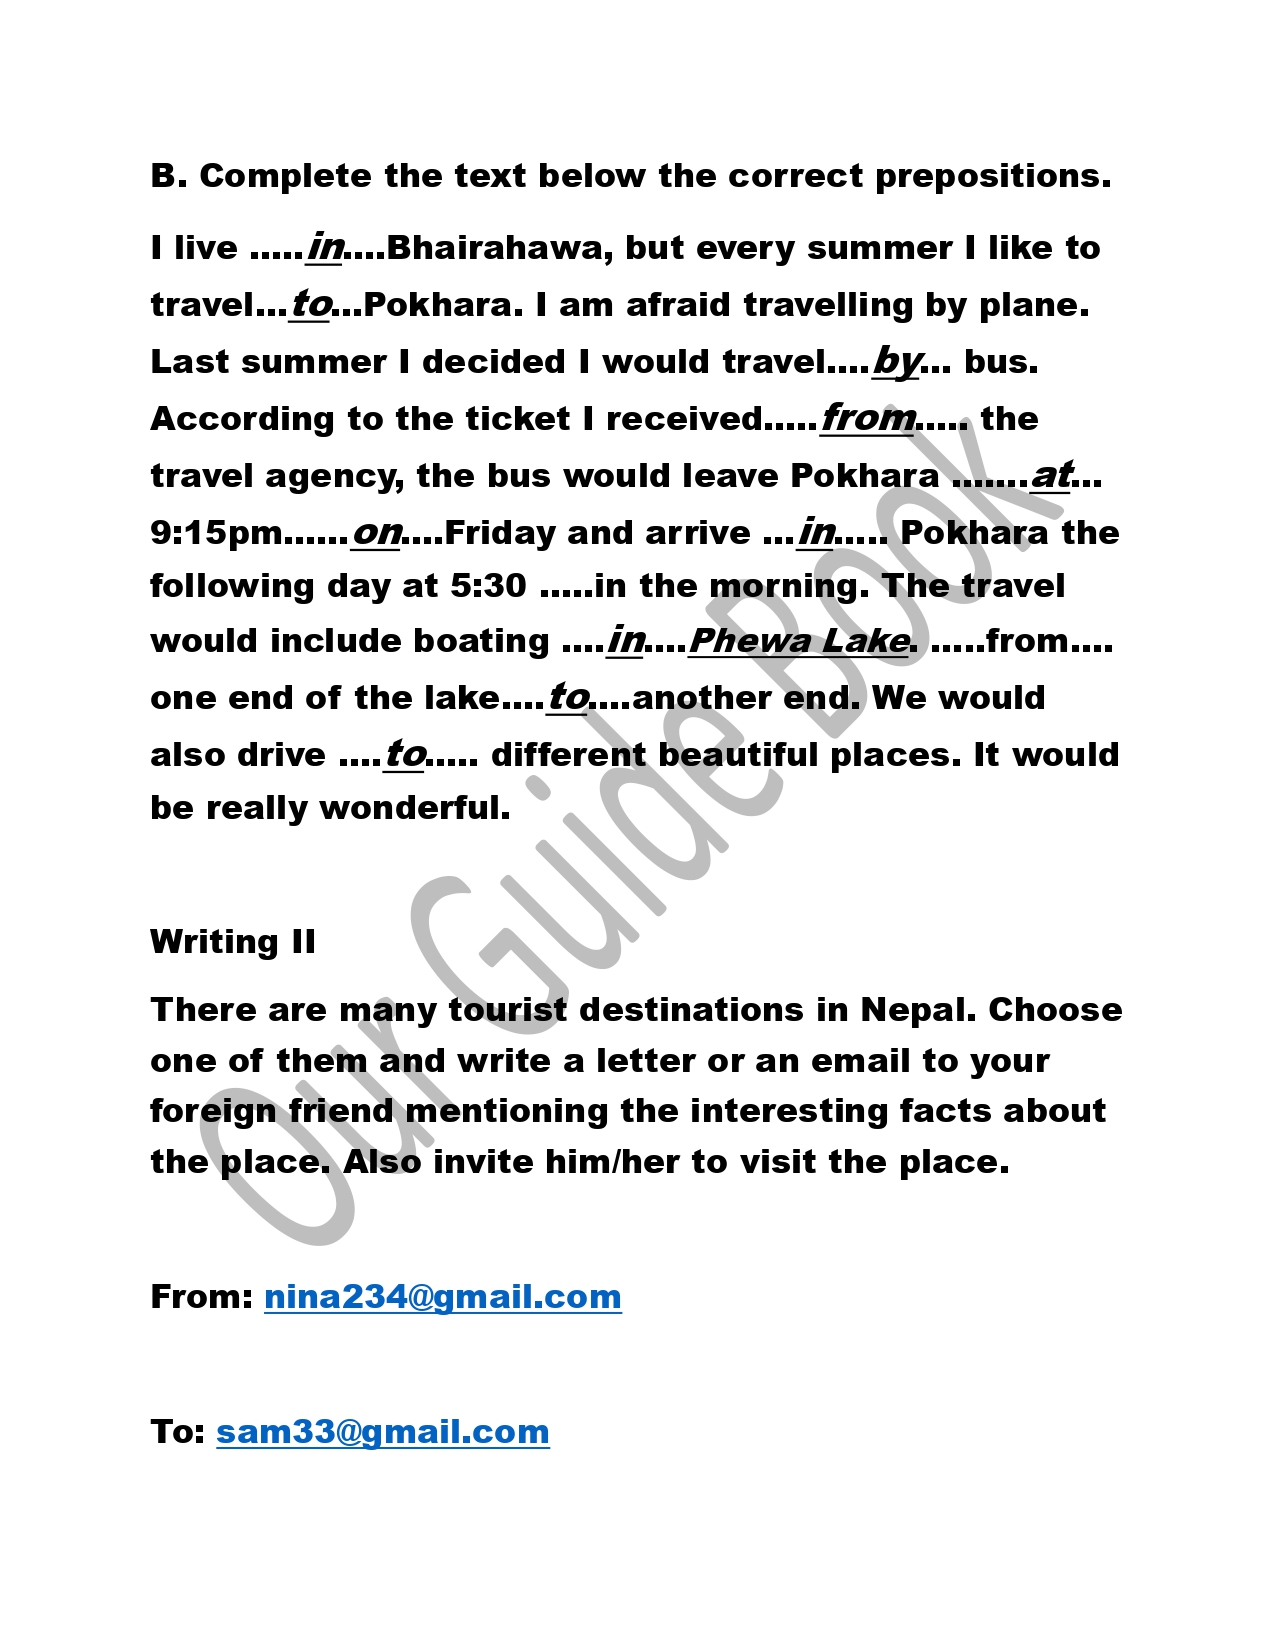 B. Complete the text below the correct prepositions.
I live .....in....Bhairahawa, but every summer I like to
travel...to...Pokhara. I am afraid travelling by plane.
Last summer I decided I would travel....by... bus.
According to the ticket I received.....from..... the
travel agency, the bus would leave Pokhara .......at...
9:15pm......on....Friday and arrive ...in..... Pokhara the
following day at 5:30 .....in the morning. The travel
would include boating ....in....Phewa Lake. .....from....
one end of the lake....to....another end. We would
also drive ....to..... different beautiful places. It would
be really wonderful.
Writing II
There are many tourist destinations in Nepal. Choose
one of them and write a letter or an email to your
foreign friend mentioning the interesting facts about
the place. Also invite him/her to visit the place.
From: nina234@gmail.com
To: sam33@gmail.com
Our Guide Book